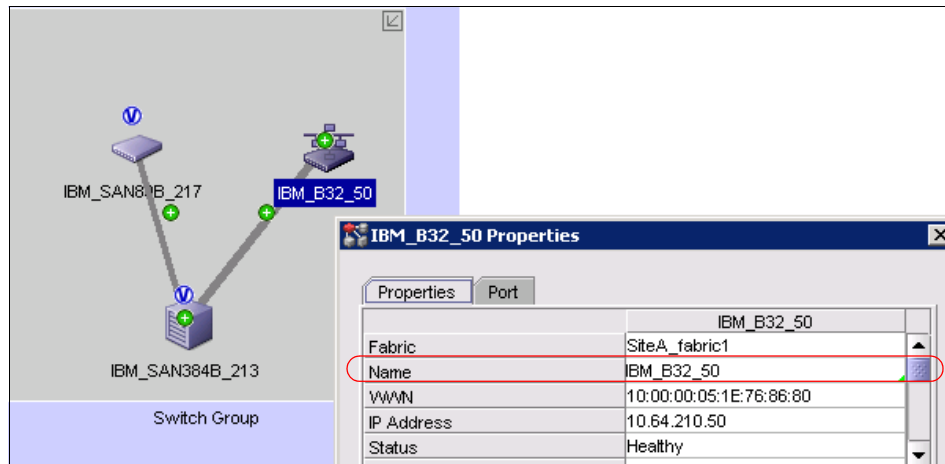 V
IBM_SAN80B_217
IBM_B32_50
V
IBM_SAN384B_213
Switch Group
IBM_B32_50 Properties
Properties Port
IBM_B32_50
Fabric SiteA_fabric1
Name IBM_B32_50
WWN 10:00:00:05:1E:76:86:80
IP Address 10.64.210.50
Status Healthy